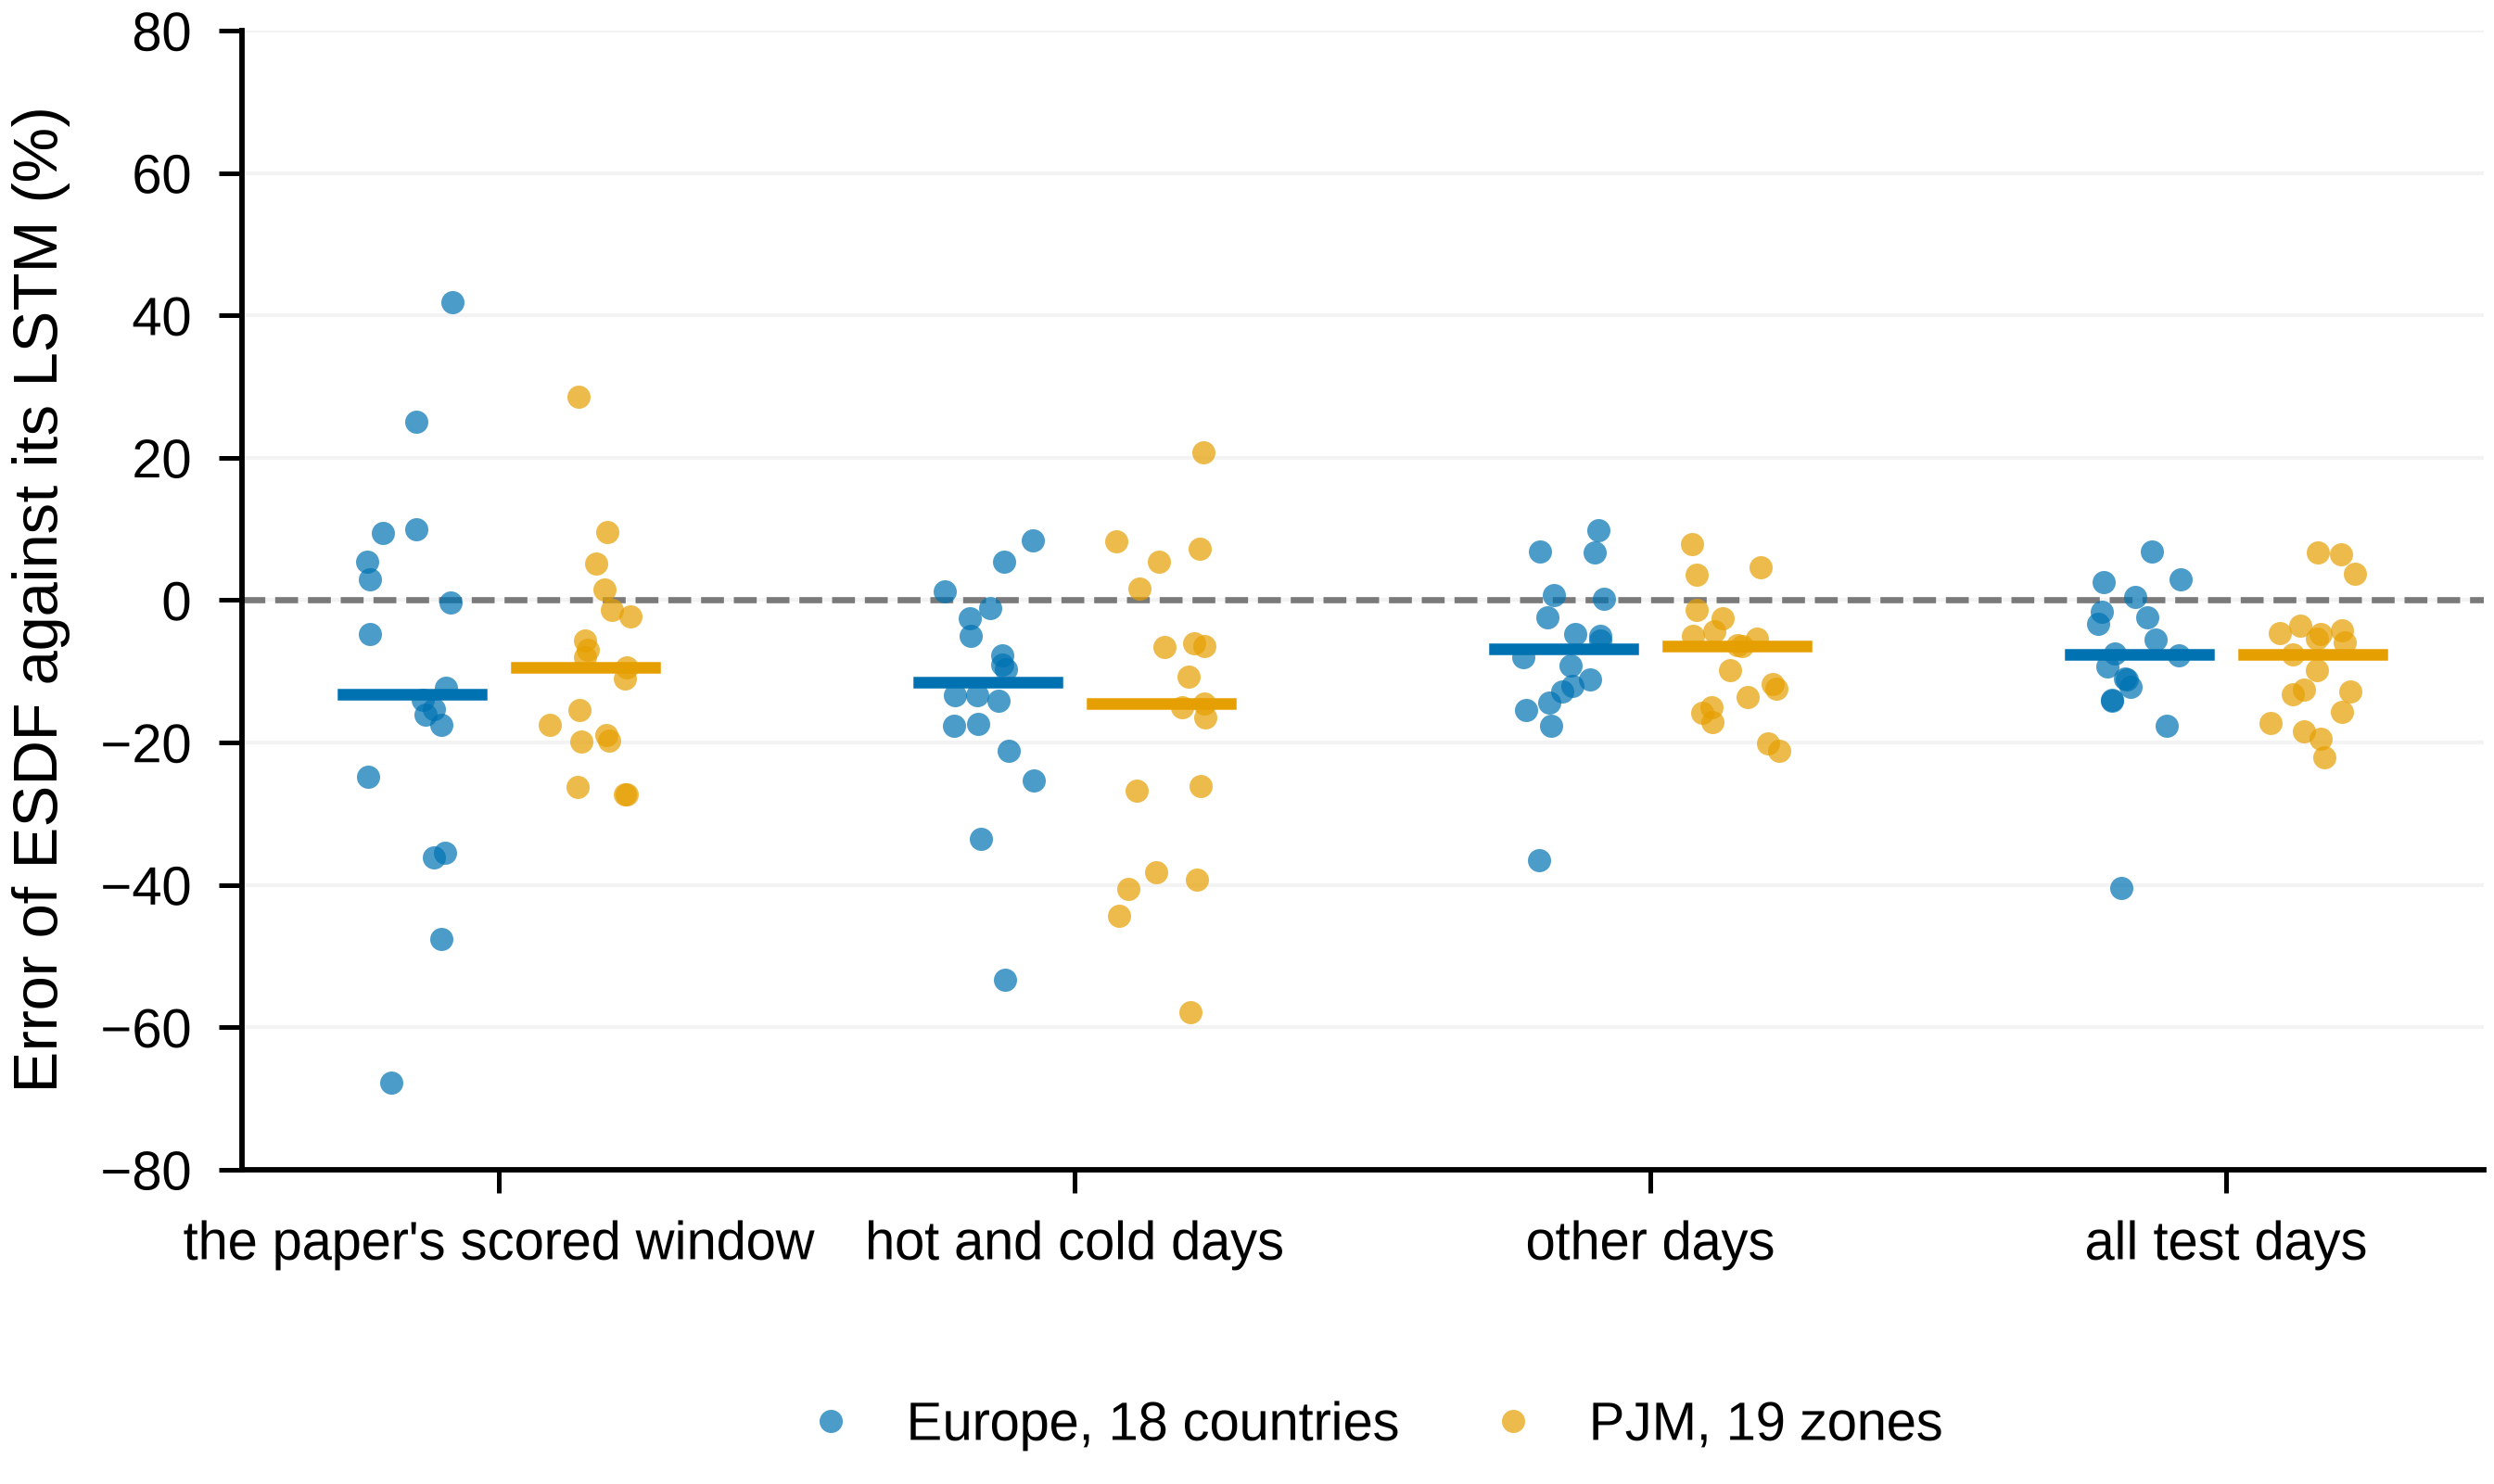 Error of ESDF against its LSTM (%)
80
60
40
20
0
−20
−40
−60
−80
the paper's scored window
hot and cold days
other days
all test days
Europe, 18 countries
PJM, 19 zones